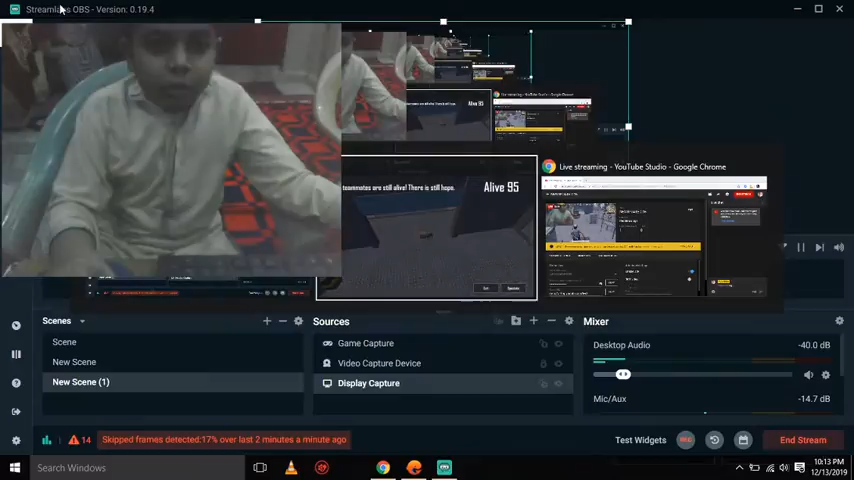 Streamlabs OBS - Version: 0.19.4
Live streaming - YouTube Studio - Google Chrome
teammates are still alive! There is still hope.
Alive 95
Scenes
Scene
New Scene
New Scene (1)
Sources
Game Capture
Video Capture Device
Display Capture
Mixer
Desktop Audio
-40.0 dB
Mic/Aux
-14.7 dB
14
Skipped frames detected:17% over last 2 minutes a minute ago
Test Widgets
REC
End Stream
Search Windows
10:13 PM
12/13/2019